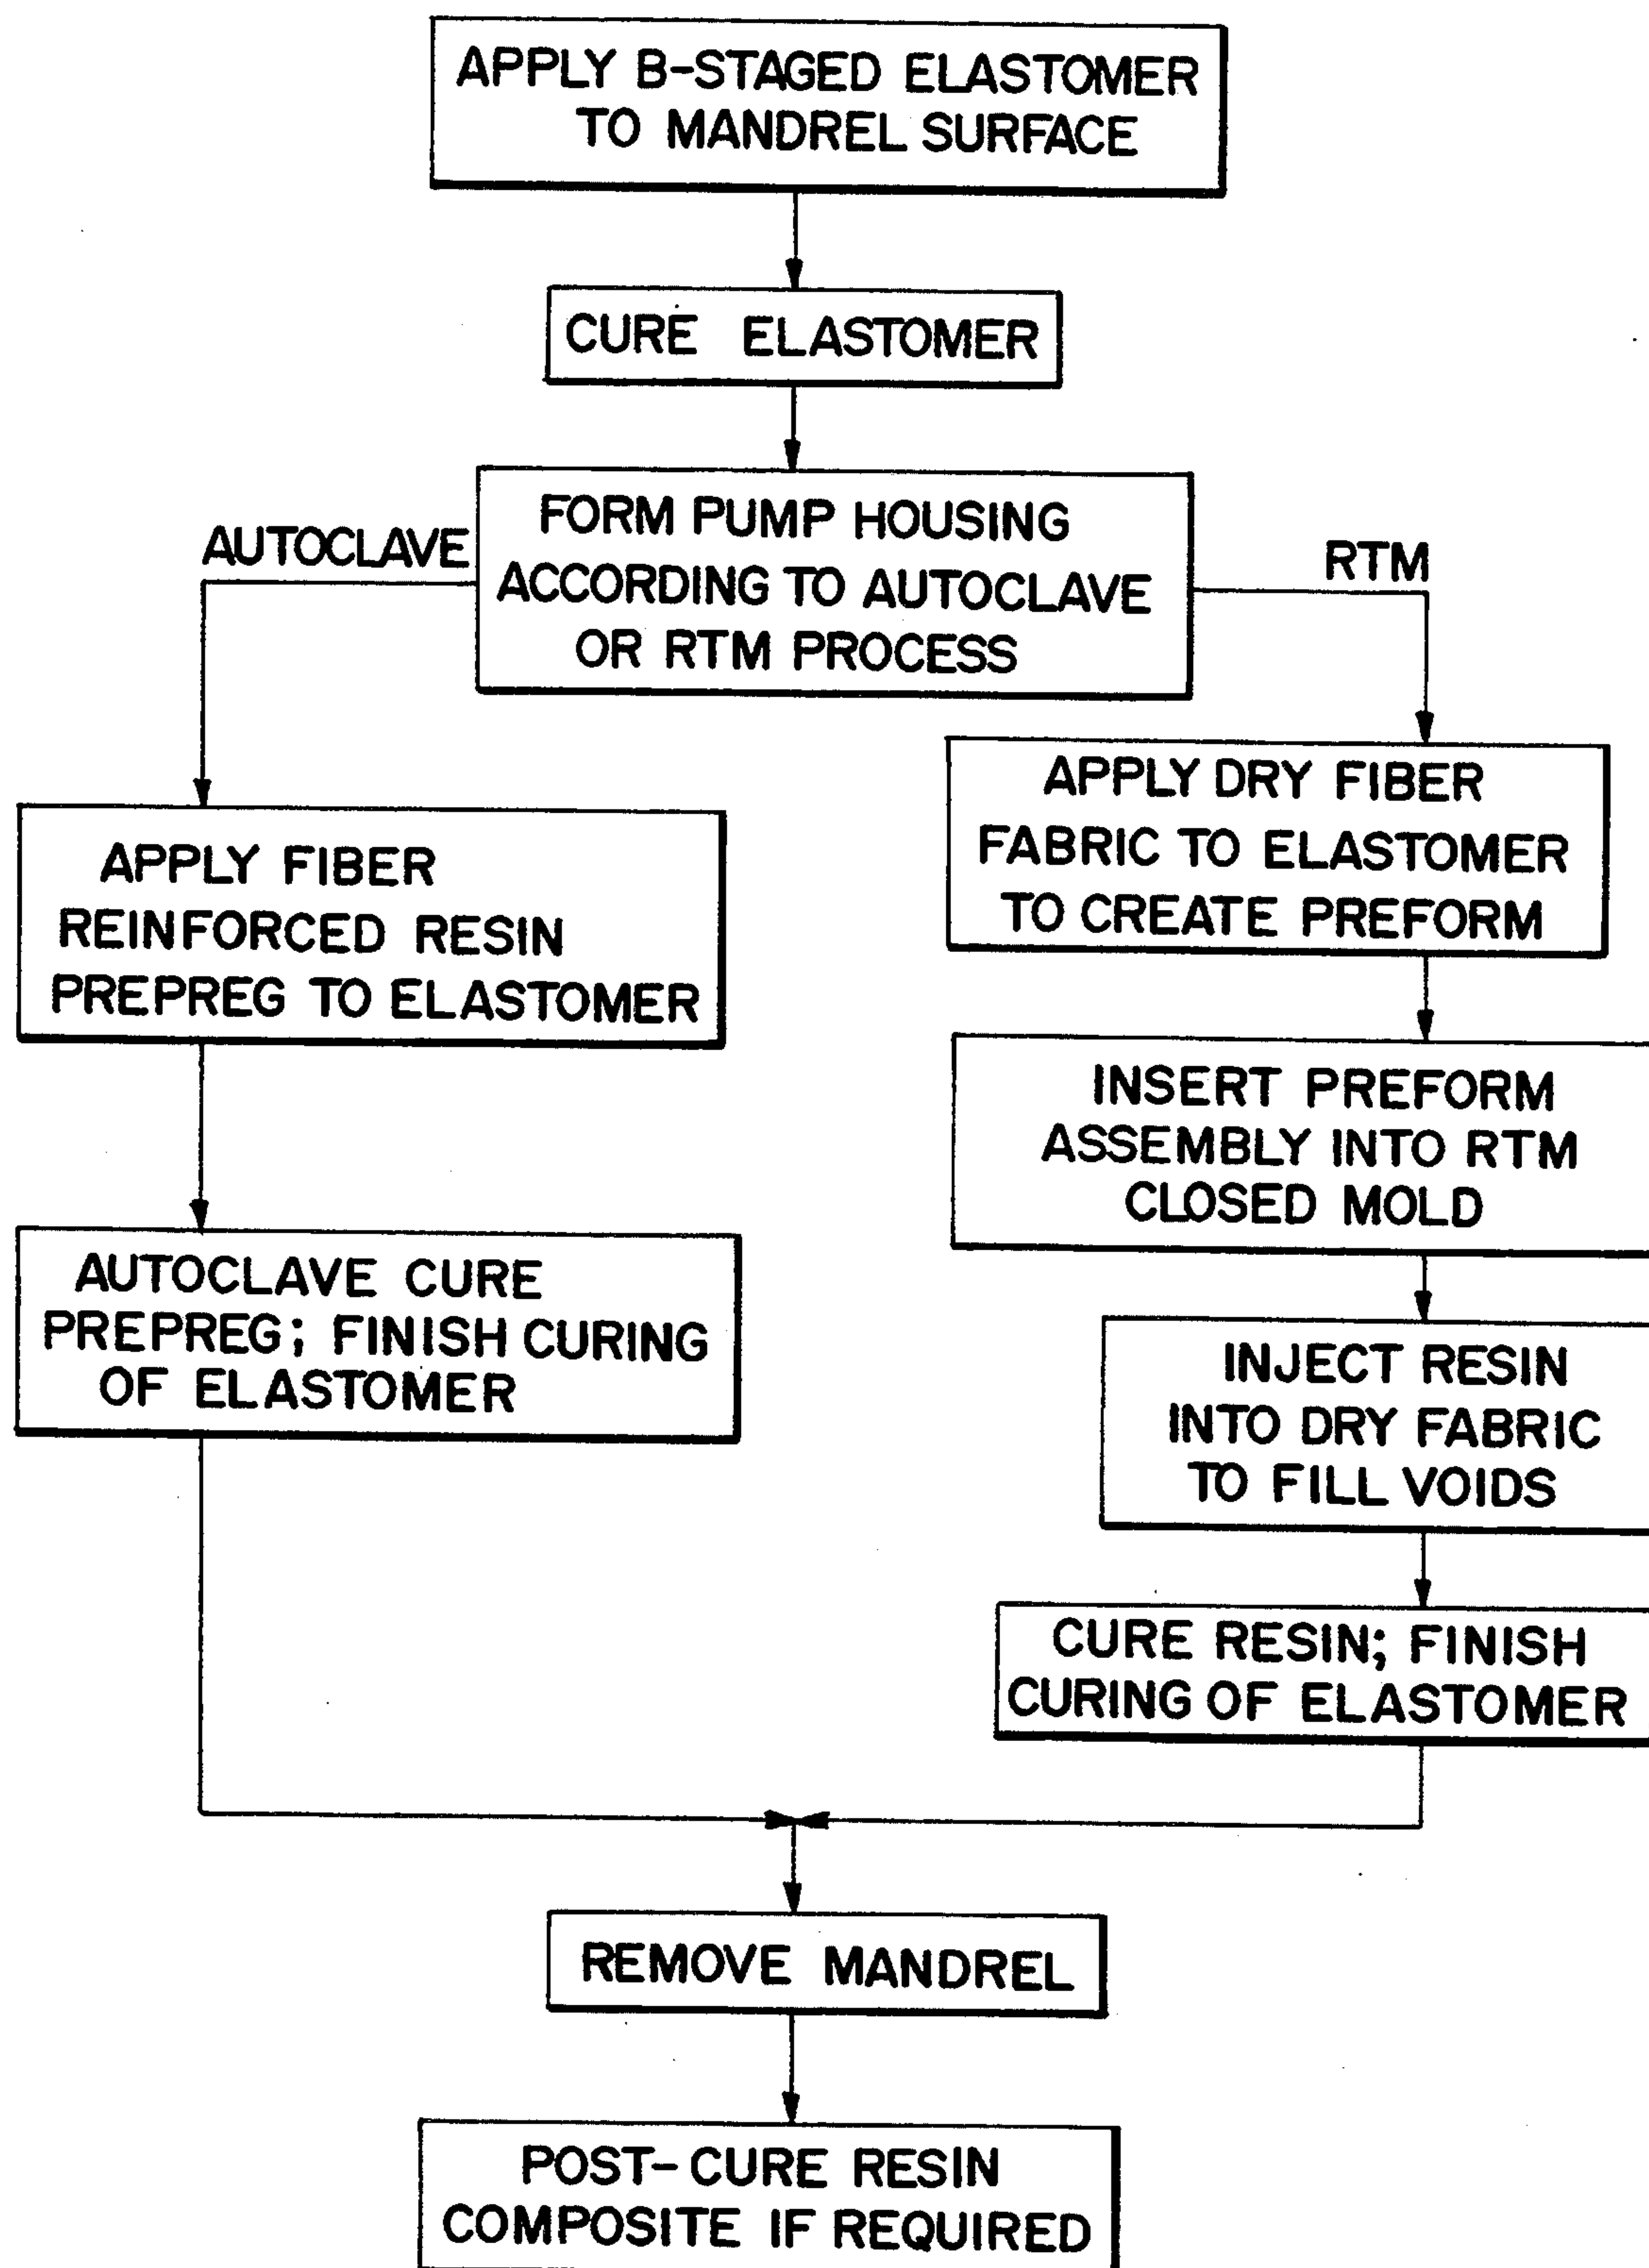 APPLY B-STAGED ELASTOMER
TO MANDREL SURFACE
CURE ELASTOMER
FORM PUMP HOUSING
ACCORDING TO AUTOCLAVE
OR RTM PROCESS
AUTOCLAVE
APPLY FIBER
REINFORCED RESIN
PREPREG TO ELASTOMER
AUTOCLAVE CURE
PREPREG; FINISH CURING
OF ELASTOMER
RTM
APPLY DRY FIBER
FABRIC TO ELASTOMER
TO CREATE PREFORM
INSERT PREFORM
ASSEMBLY INTO RTM
CLOSED MOLD
INJECT RESIN
INTO DRY FABRIC
TO FILL VOIDS
CURE RESIN; FINISH
CURING OF ELASTOMER
REMOVE MANDREL
POST-CURE RESIN
COMPOSITE IF REQUIRED